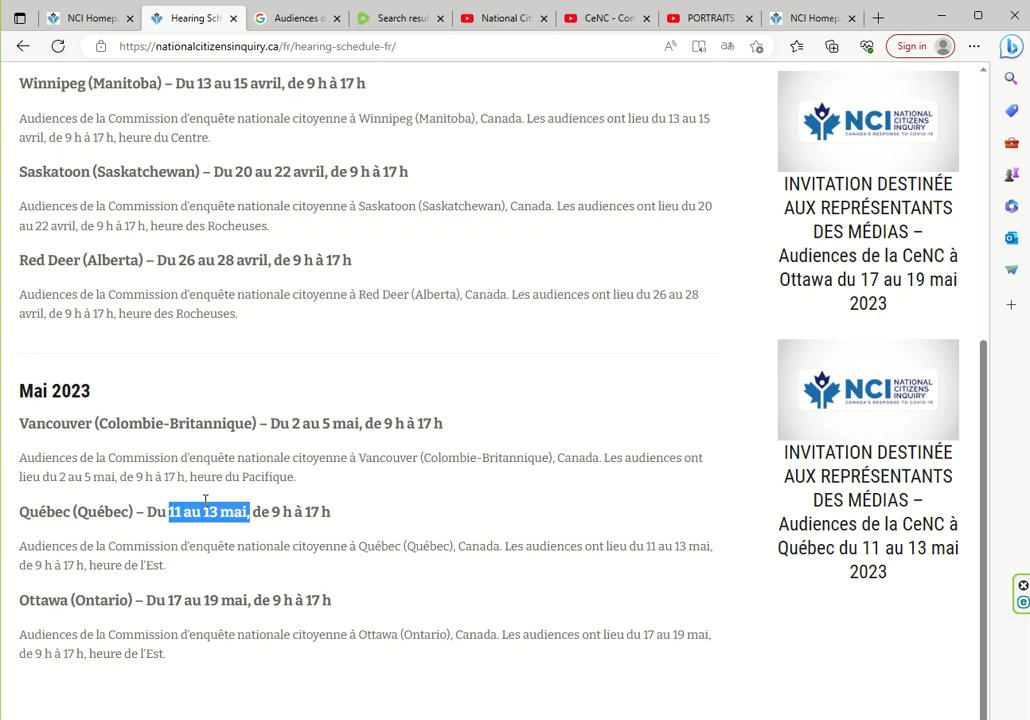 NCI Homep
Hearing Sch
Audiences d
Search resul
National Cit
CeNC - Con
PORTRAITS
NCI Homep
https://nationalcitizensinquiry.ca/fr/hearing-schedule-fr/
Sign in
Winnipeg (Manitoba) – Du 13 au 15 avril, de 9 h à 17 h
Audiences de la Commission d'enquête nationale citoyenne à Winnipeg (Manitoba), Canada. Les audiences ont lieu du 13 au 15
avril, de 9 h à 17 h, heure du Centre.
Saskatoon (Saskatchewan) – Du 20 au 22 avril, de 9 h à 17 h
Audiences de la Commission d'enquête nationale citoyenne à Saskatoon (Saskatchewan), Canada. Les audiences ont lieu du 20
au 22 avril, de 9 h à 17 h, heure des Rocheuses.
Red Deer (Alberta) – Du 26 au 28 avril, de 9 h à 17 h
Audiences de la Commission d'enquête nationale citoyenne à Red Deer (Alberta), Canada. Les audiences ont lieu du 26 au 28
avril, de 9 h à 17 h, heure des Rocheuses.
Mai 2023
Vancouver (Colombie-Britannique) – Du 2 au 5 mai, de 9 h à 17 h
Audiences de la Commission d'enquête nationale citoyenne à Vancouver (Colombie-Britannique), Canada. Les audiences ont
lieu du 2 au 5 mai, de 9 h à 17 h, heure du Pacifique.
Québec (Québec) – Du 11 au 13 mai, de 9 h à 17 h
Audiences de la Commission d'enquête nationale citoyenne à Québec (Québec), Canada. Les audiences ont lieu du 11 au 13 mai,
de 9 h à 17 h, heure de l'Est.
Ottawa (Ontario) – Du 17 au 19 mai, de 9 h à 17 h
Audiences de la Commission d'enquête nationale citoyenne à Ottawa (Ontario), Canada. Les audiences ont lieu du 17 au 19 mai,
de 9 h à 17 h, heure de l'Est.
NCI NATIONAL
CITIZENS
INQUIRY
CANADA'S RESPONSE TO COVID-19
INVITATION DESTINÉE
AUX REPRÉSENTANTS
DES MÉDIAS –
Audiences de la CeNC à
Ottawa du 17 au 19 mai
2023
NCI NATIONAL
CITIZENS
INQUIRY
CANADA'S RESPONSE TO COVID-19
INVITATION DESTINÉE
AUX REPRÉSENTANTS
DES MÉDIAS –
Audiences de la CeNC à
Québec du 11 au 13 mai
2023